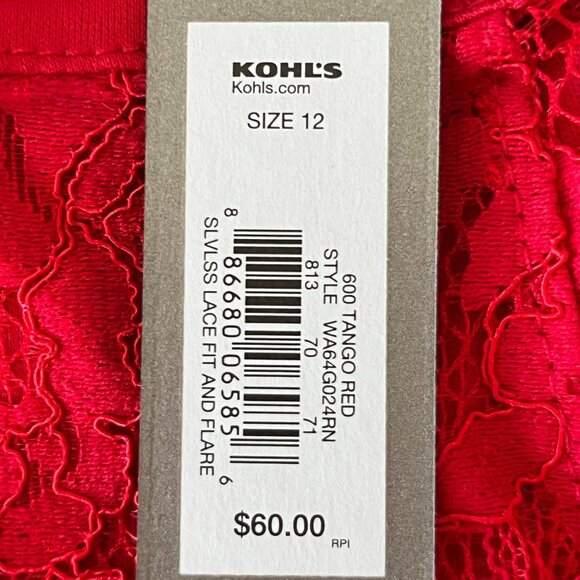 KOHL'S
Kohls.com
SIZE 12
600 TANGO RED
STYLE WA64G024RN
813 70 71
8 86680 06585 6
SLVLSS LACE FIT AND FLARE
$60.00
RPI